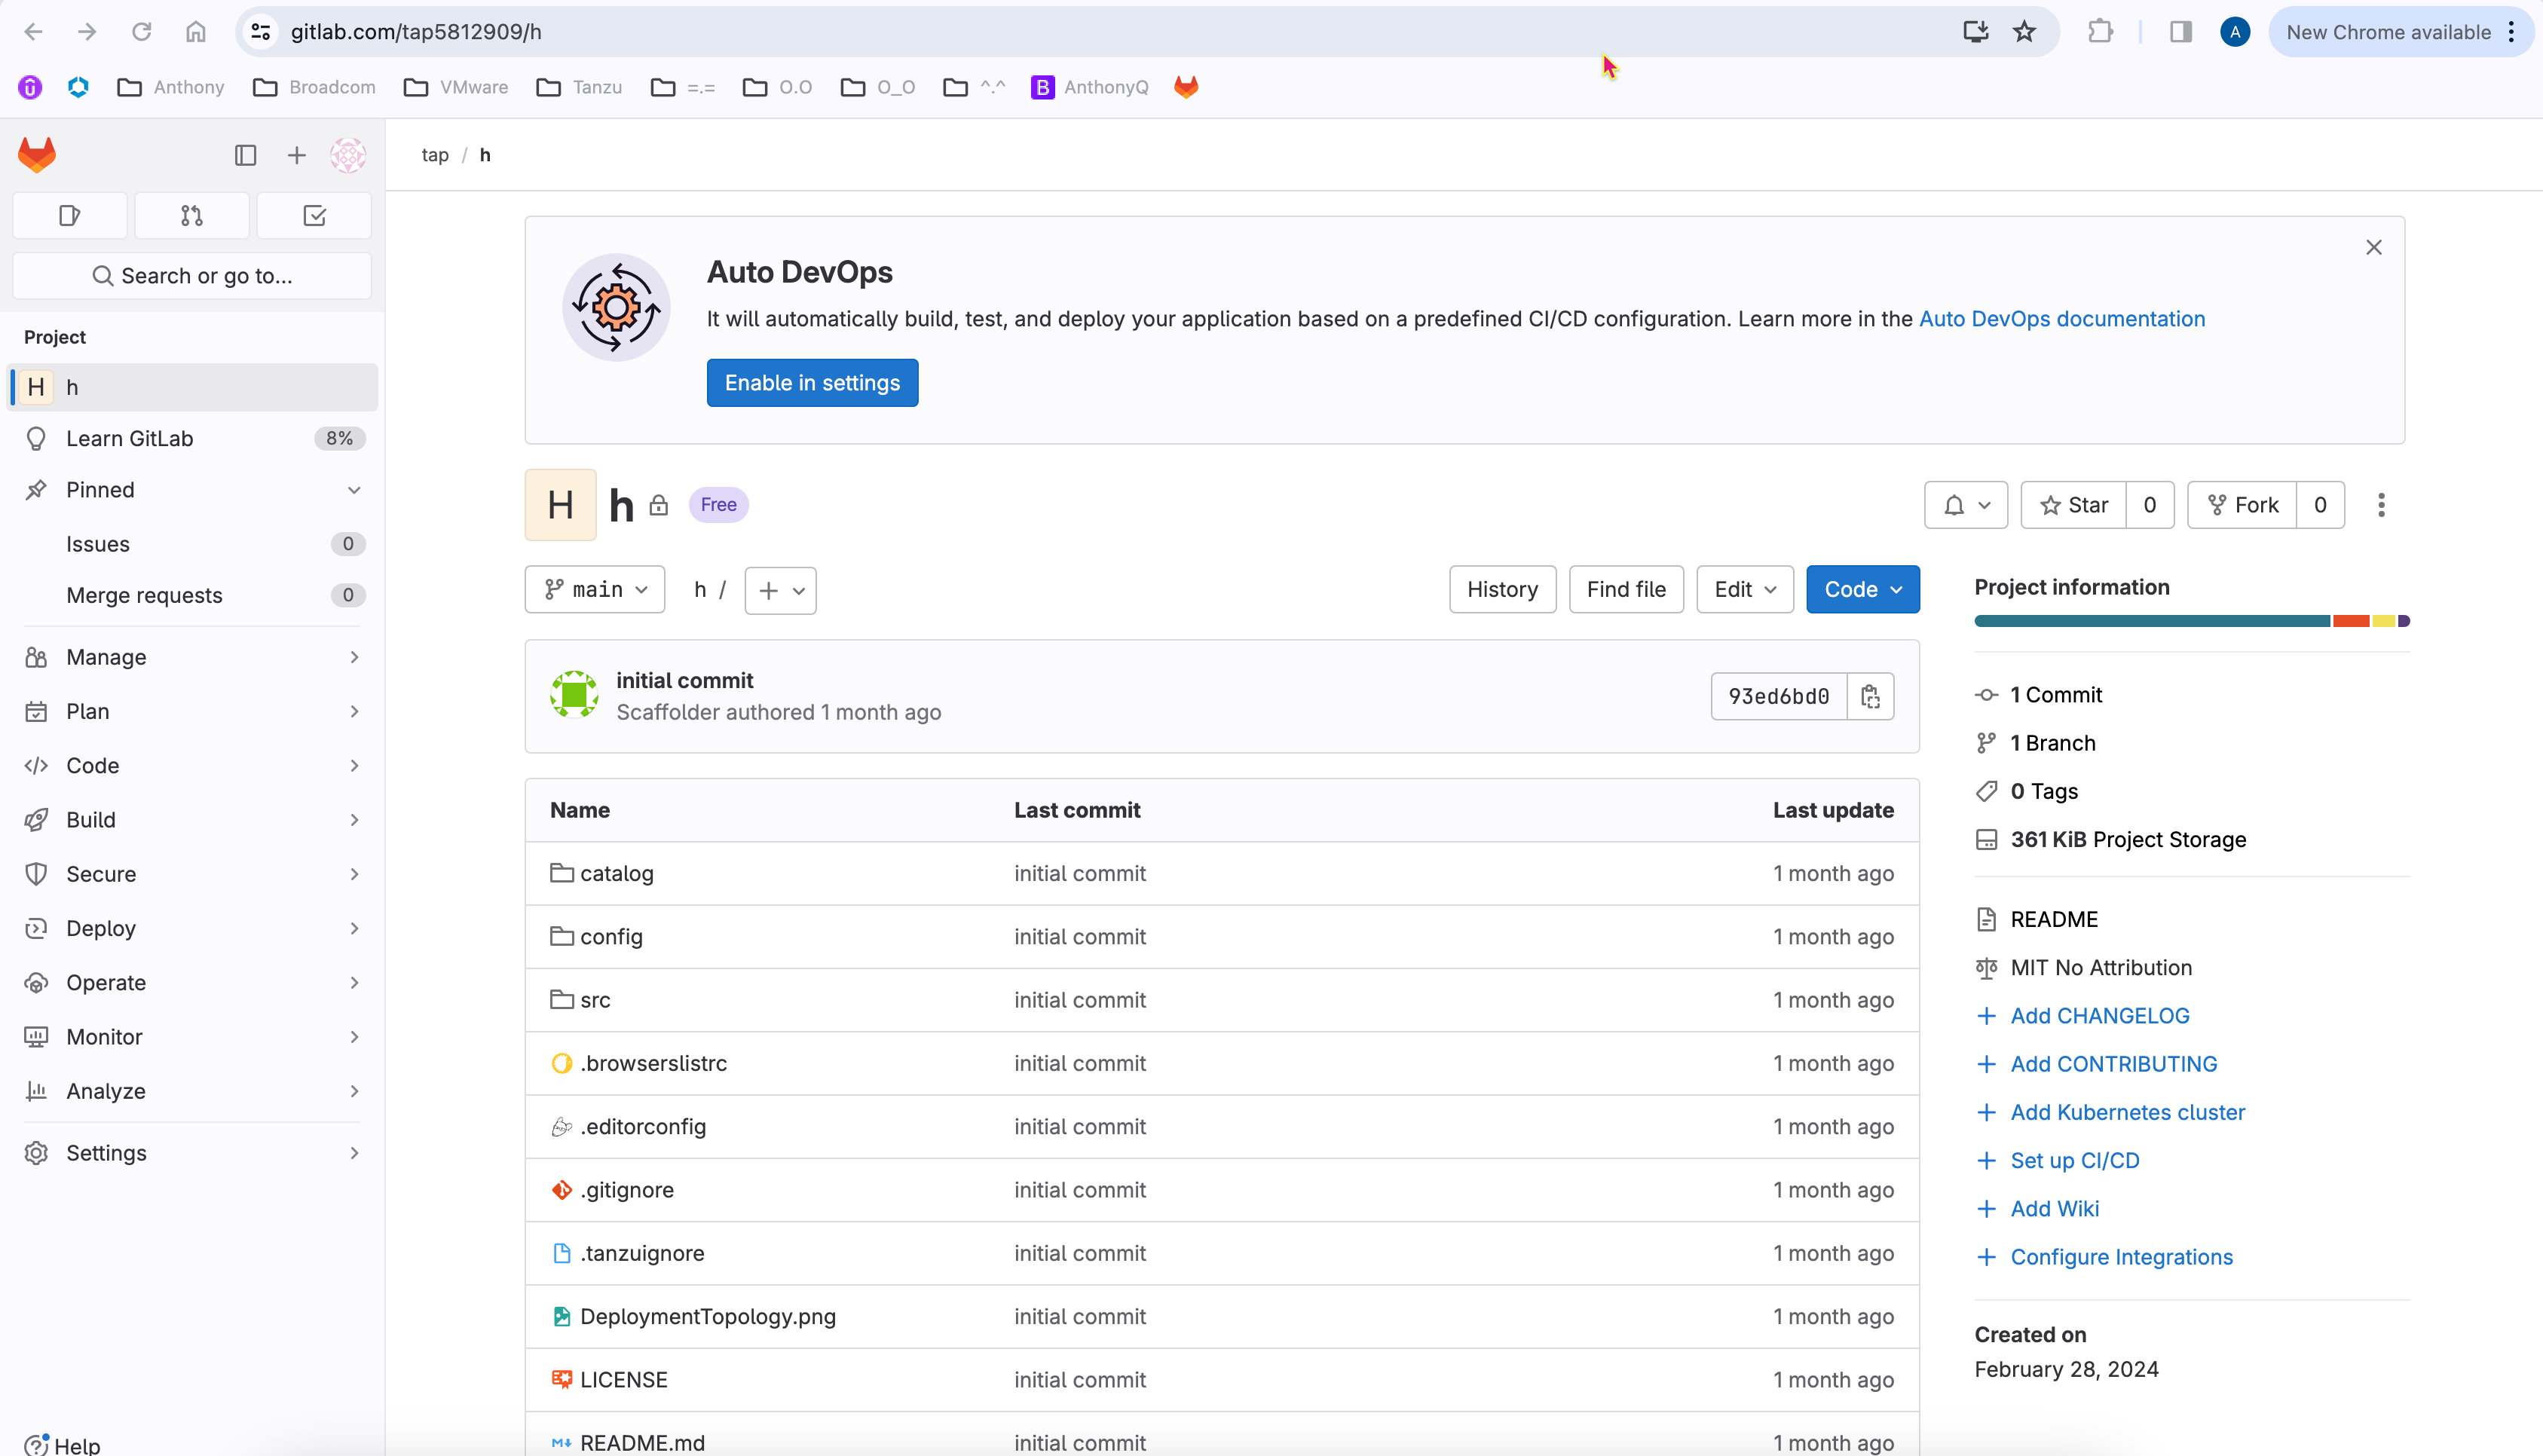 gitlab.com/tap5812909/h
A
New Chrome available
Anthony
Broadcom
VMware
Tanzu
=.=
O.O
O_O
^.^
B AnthonyQ
tap / h
Search or go to...
Project
H h
Learn GitLab 8%
Pinned
Issues 0
Merge requests 0
Manage
Plan
Code
Build
Secure
Deploy
Operate
Monitor
Analyze
Settings
Help
Auto DevOps
It will automatically build, test, and deploy your application based on a predefined CI/CD configuration. Learn more in the Auto DevOps documentation
Enable in settings
H h Free
Star 0
Fork 0
main
h /
History
Find file
Edit
Code
initial commit
Scaffolder authored 1 month ago
93ed6bd0
Name Last commit Last update
catalog initial commit 1 month ago
config initial commit 1 month ago
src initial commit 1 month ago
.browserslistrc initial commit 1 month ago
.editorconfig initial commit 1 month ago
.gitignore initial commit 1 month ago
.tanzuignore initial commit 1 month ago
DeploymentTopology.png initial commit 1 month ago
LICENSE initial commit 1 month ago
README.md initial commit 1 month ago
Project information
1 Commit
1 Branch
0 Tags
361 KiB Project Storage
README
MIT No Attribution
Add CHANGELOG
Add CONTRIBUTING
Add Kubernetes cluster
Set up CI/CD
Add Wiki
Configure Integrations
Created on
February 28, 2024